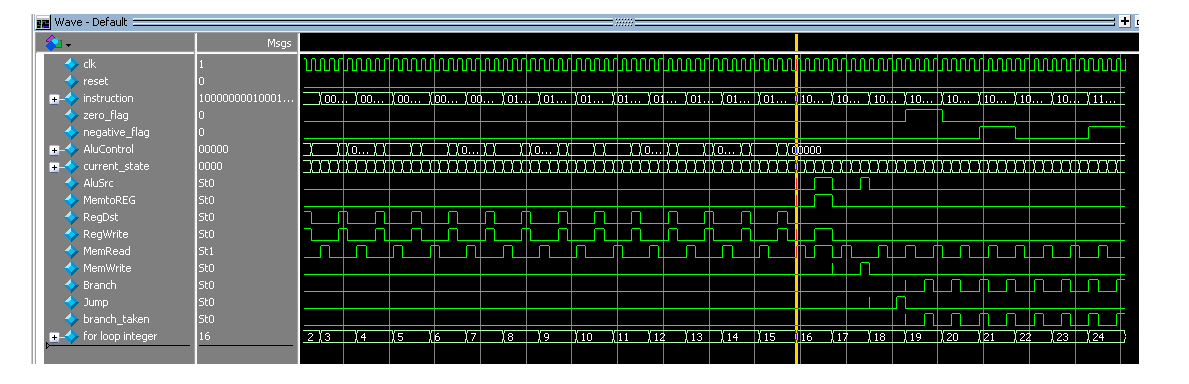 Wave - Default
Msgs
clk 1
reset 0
instruction 10000000010001... 00... 00... 00... 00... 00... 01... 01... 01... 01... 01... 01... 01... 01... 10... 10... 10... 10... 10... 10... 10... 10... 11...
zero_flag 0
negative_flag 0
AluControl 00000 0... 0... 0... 0... 0... 00000
current_state 0000
AluSrc St0
MemtoREG St0
RegDst St0
RegWrite St0
MemRead St1
MemWrite St0
Branch St0
Jump St0
branch_taken St0
for loop integer 16 2 3 4 5 6 7 8 9 10 11 12 13 14 15 16 17 18 19 20 21 22 23 24